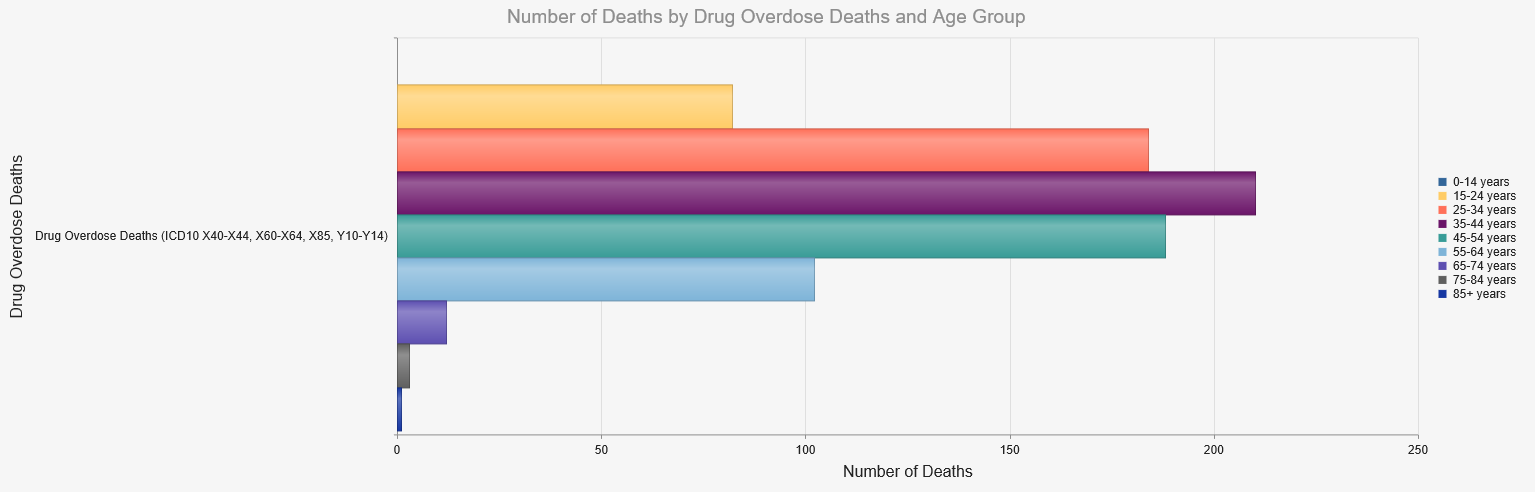 Number of Deaths by Drug Overdose Deaths and Age Group
Drug Overdose Deaths
Drug Overdose Deaths (ICD10 X40-X44, X60-X64, X85, Y10-Y14)
0-14 years
15-24 years
25-34 years
35-44 years
45-54 years
55-64 years
65-74 years
75-84 years
85+ years
0 50 100 150 200 250
Number of Deaths